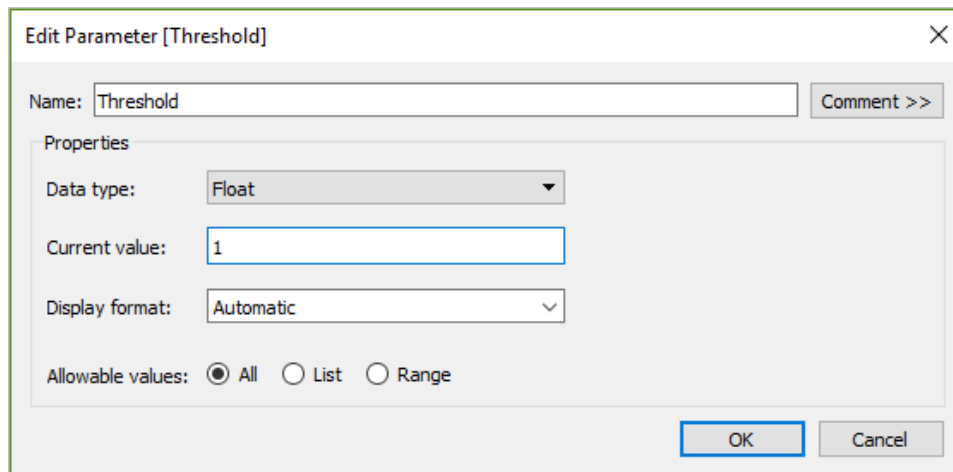 Edit Parameter [Threshold]
Name: Threshold Comment >>
Properties
Data type: Float
Current value: 1
Display format: Automatic
Allowable values: All List Range
OK Cancel